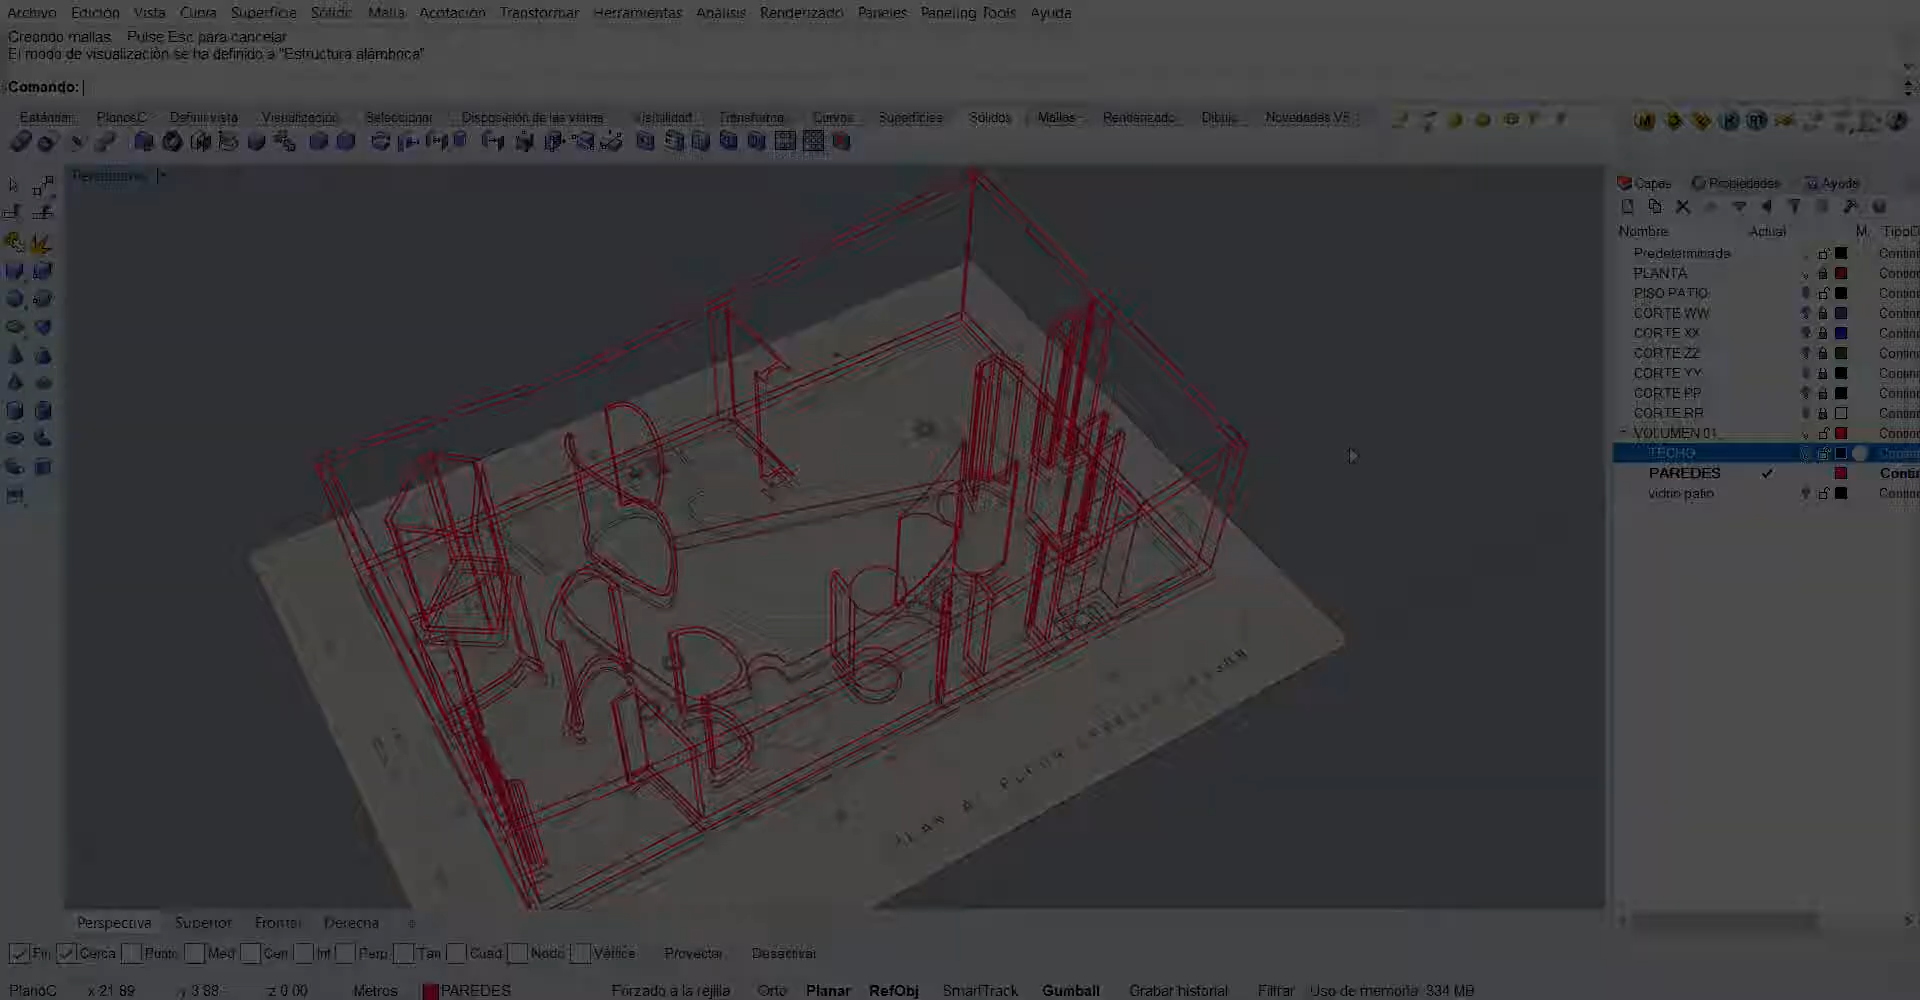 Archivo Edición Vista Curva Superficie Sólido Malla Acotación Transformar Herramientas Análisis Renderizado Paneles Paneling Tools Ayuda
Creando mallas... Pulse Esc para cancelar
El modo de visualización se ha definido a "Estructura alámbrica"
Comando:
Estándar PlanosC Definir vista Visualización Seleccionar Disposición de las vistas Visibilidad Transformar Curvas Superficies Sólidos Mallas Renderizado Dibujo Novedades V5
Perspectiva
Capas Propiedades Ayuda
Nombre Actual M.
Predeterminada
PLANTA
PISO PATIO
CORTE WW
CORTE XX
CORTE ZZ
CORTE YY
CORTE PP
CORTE RR
VOLUMEN 01
TECHO
PAREDES
vidrio patio
Perspectiva Superior Frontal Derecha
Fin Cerca Punto Med Cen Int Perp Tan Cuad Nodo Vértice Proyectar Desactivar
PlanoC x 21.89 y 3.88 z 0.00 Metros PAREDES Forzado a la rejilla Orto Planar RefObj SmartTrack Gumball Grabar historial Filtrar Uso de memoria: 334 MB